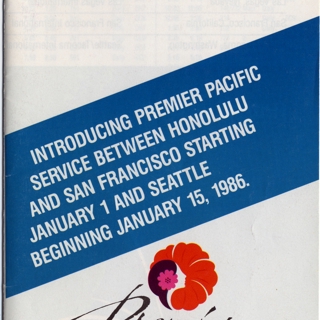 INTRODUCING PREMIER PACIFIC
SERVICE BETWEEN HONOLULU
AND SAN FRANCISCO STARTING
JANUARY 1 AND SEATTLE
BEGINNING JANUARY 15, 1986.